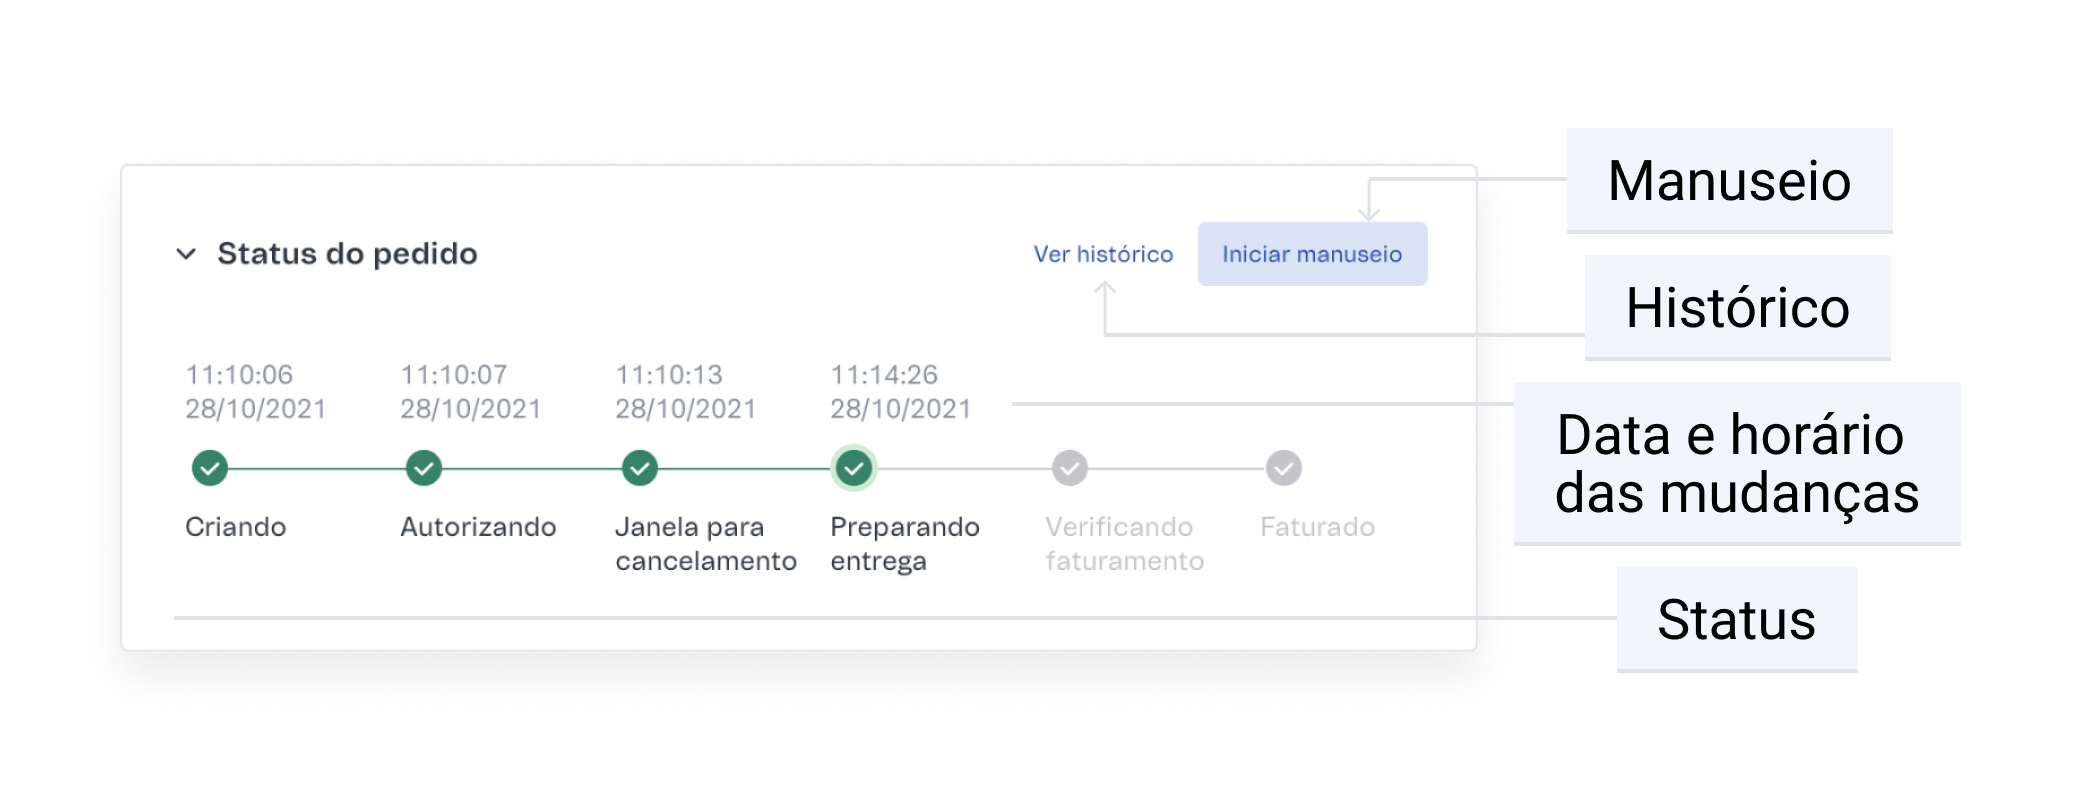 Manuseio
Status do pedido
Ver histórico
Iniciar manuseio
Histórico
11:10:06
28/10/2021
11:10:07
28/10/2021
11:10:13
28/10/2021
11:14:26
28/10/2021
Data e horário
das mudanças
Criando
Autorizando
Janela para
cancelamento
Preparando
entrega
Verificando
faturamento
Faturado
Status